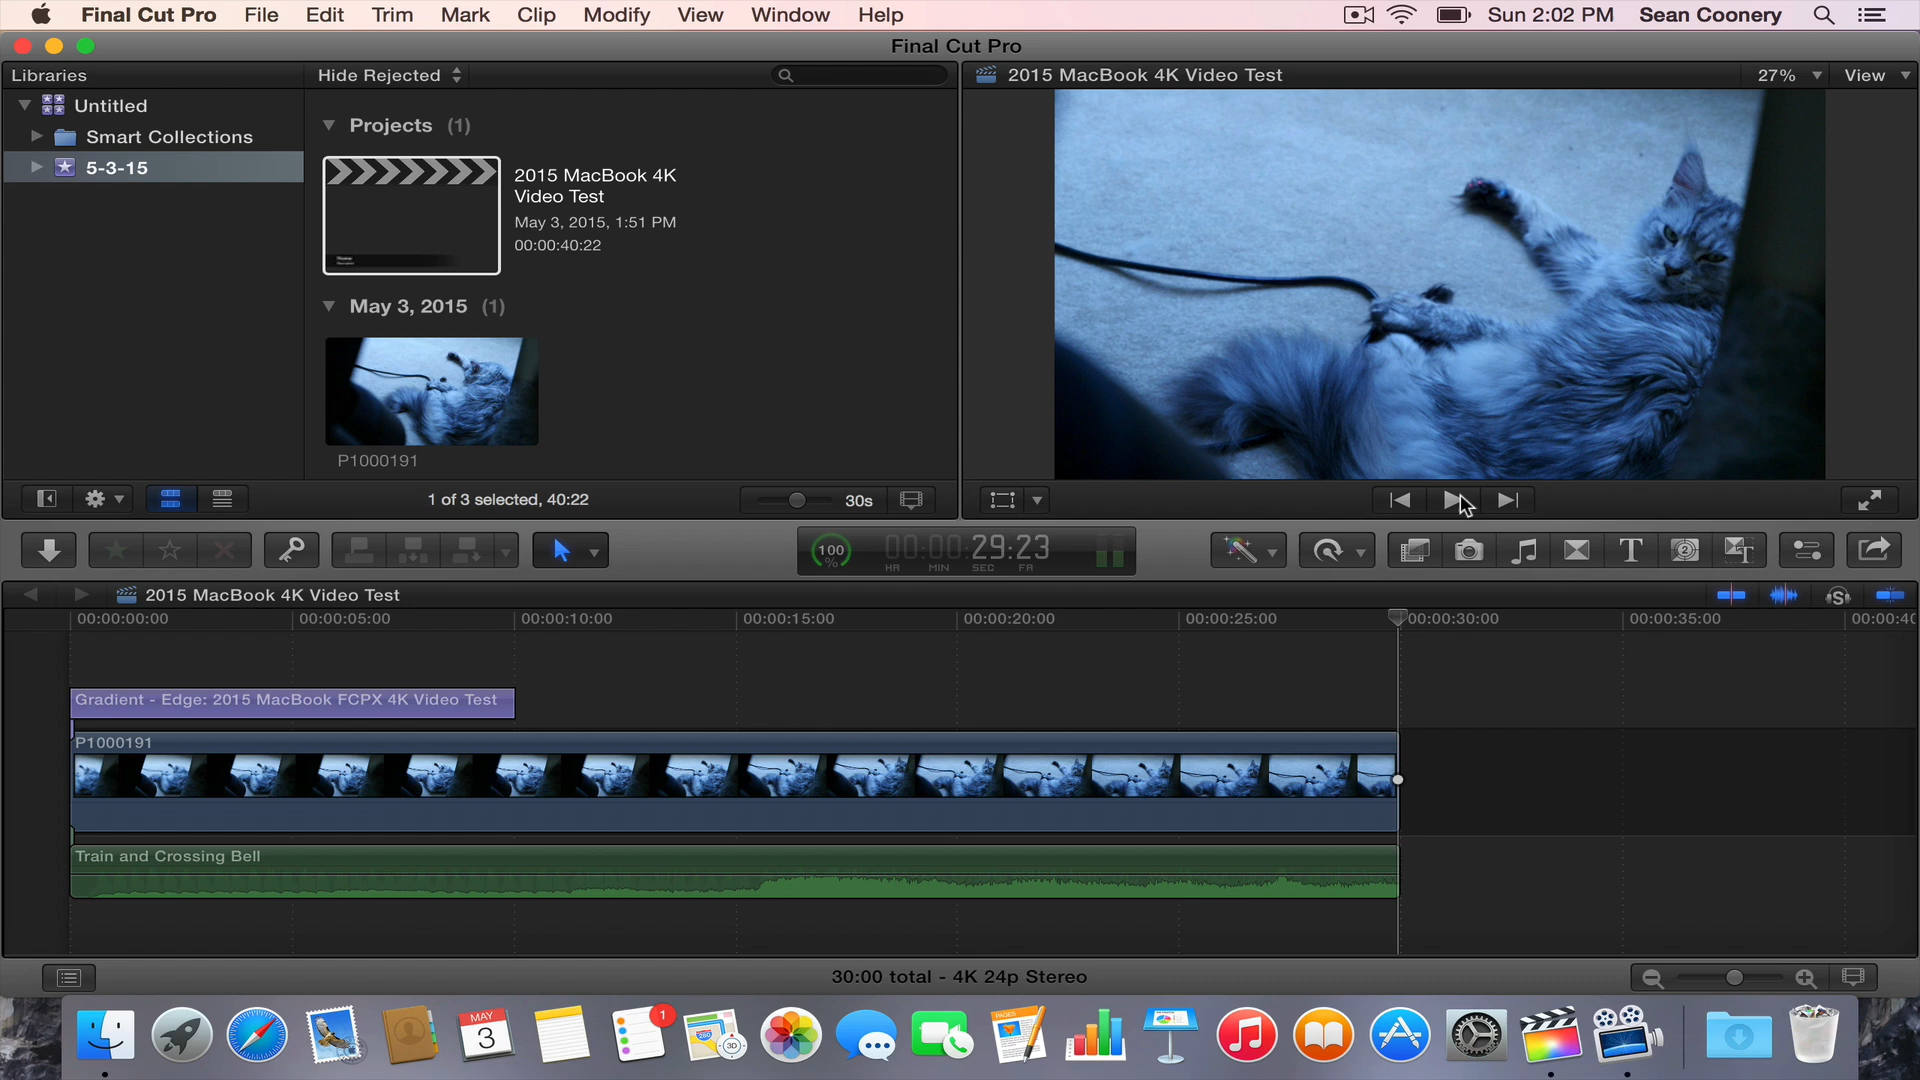 Final Cut Pro File Edit Trim Mark Clip Modify View Window Help Sun 2:02 PM Sean Coonery
Final Cut Pro
Libraries Hide Rejected 2015 MacBook 4K Video Test 27% View
Untitled
Smart Collections
5-3-15
Projects (1)
2015 MacBook 4K
Video Test
May 3, 2015, 1:51 PM
00:00:40:22
May 3, 2015 (1)
P1000191
1 of 3 selected, 40:22 30s
100 % 00:00:29:23
HR MIN SEC FR
2015 MacBook 4K Video Test
00:00:00:00 00:00:05:00 00:00:10:00 00:00:15:00 00:00:20:00 00:00:25:00 00:00:30:00 00:00:35:00 00:00:4
Gradient - Edge: 2015 MacBook FCPX 4K Video Test
P1000191
Train and Crossing Bell
30:00 total - 4K 24p Stereo
MAY
3
1
3D
PAGES